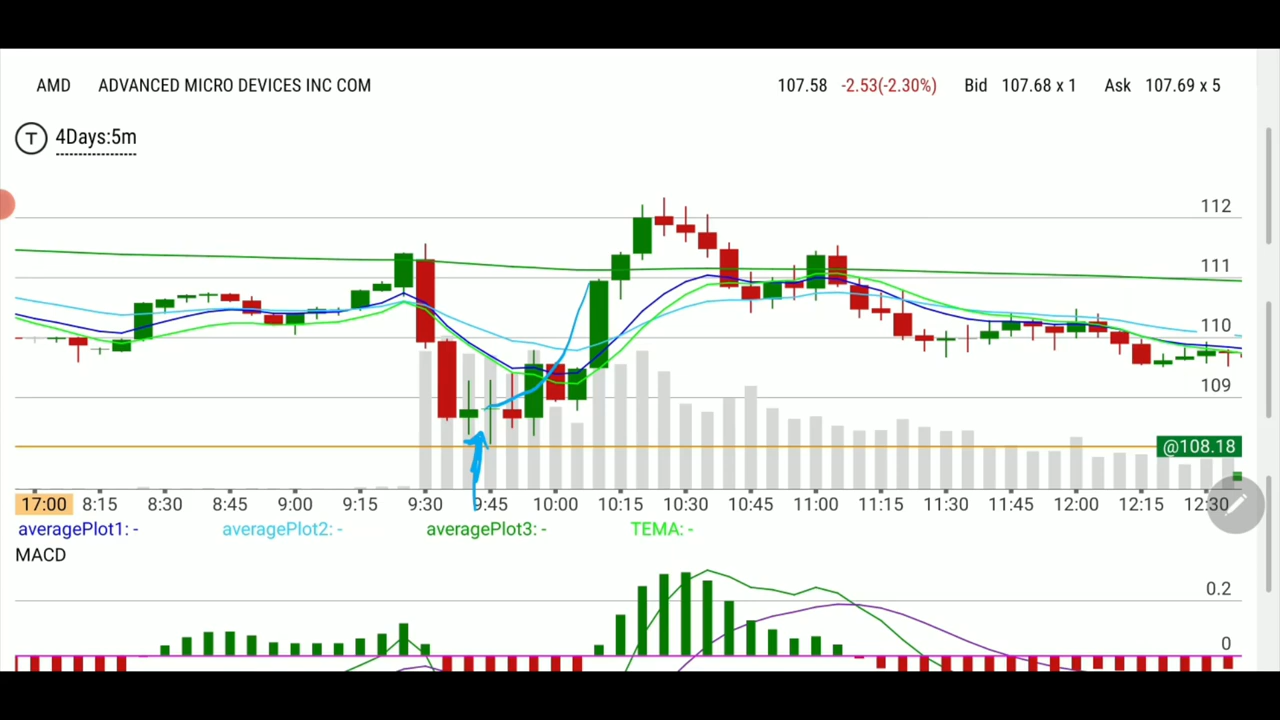 AMD ADVANCED MICRO DEVICES INC COM 107.58 -2.53(-2.30%) Bid 107.68 x 1 Ask 107.69 x 5
T 4Days:5m
112
111
110
109
@108.18
17:00 8:15 8:30 8:45 9:00 9:15 9:30 9:45 10:00 10:15 10:30 10:45 11:00 11:15 11:30 11:45 12:00 12:15 12:30
averagePlot1: - averagePlot2: - averagePlot3: - TEMA: -
MACD
0.2
0